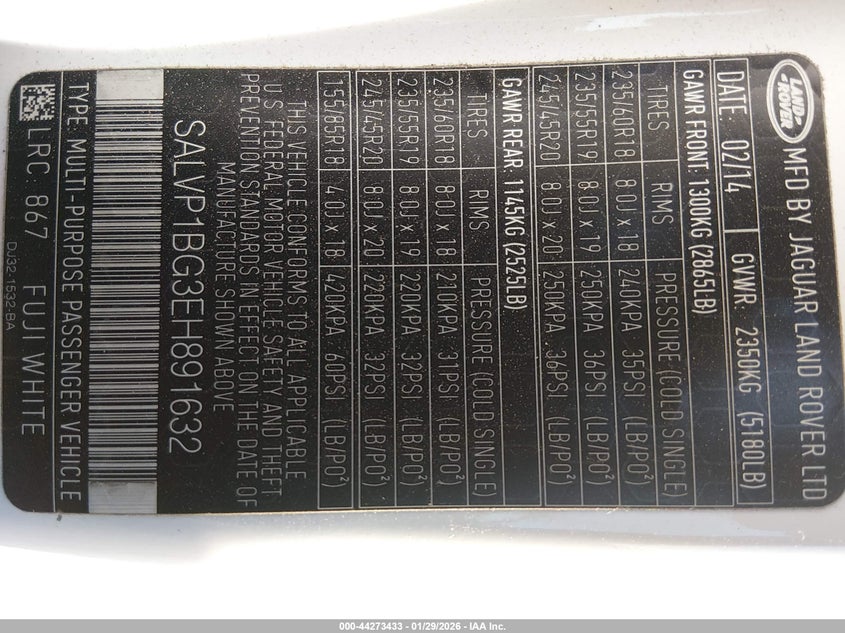 LAND-
ROVER
MFD BY JAGUAR LAND ROVER LTD
DATE: 02/14 GVWR: 2350KG (5180LB)
GAWR FRONT: 1300KG (2865LB)
TIRES RIMS PRESSURE (COLD SINGLE)
235/60R18 8.0J x 18 240KPA 35PSI (LB/PO²)
235/55R19 8.0J x 19 250KPA 36PSI (LB/PO²)
245/45R20 8.0J x 20 250KPA 36PSI (LB/PO²)
GAWR REAR: 1145KG (2525LB)
TIRES RIMS PRESSURE (COLD SINGLE)
235/60R18 8.0J x 18 210KPA 31PSI (LB/PO²)
235/55R19 8.0J x 19 220KPA 32PSI (LB/PO²)
245/45R20 8.0J x 20 220KPA 32PSI (LB/PO²)
155/85R18 4.0J x 18 420KPA 60PSI (LB/PO²)
THIS VEHICLE CONFORMS TO ALL APPLICABLE
U.S. FEDERAL MOTOR VEHICLE SAFETY AND THEFT
PREVENTION STANDARDS IN EFFECT ON THE DATE OF
MANUFACTURE SHOWN ABOVE
SALVP1BG3EH891632
TYPE: MULTI-PURPOSE PASSENGER VEHICLE
LRC: 867 FUJI WHITE
DJ32-1532-BA
000-44273433 - 01/29/2026 - IAA Inc.